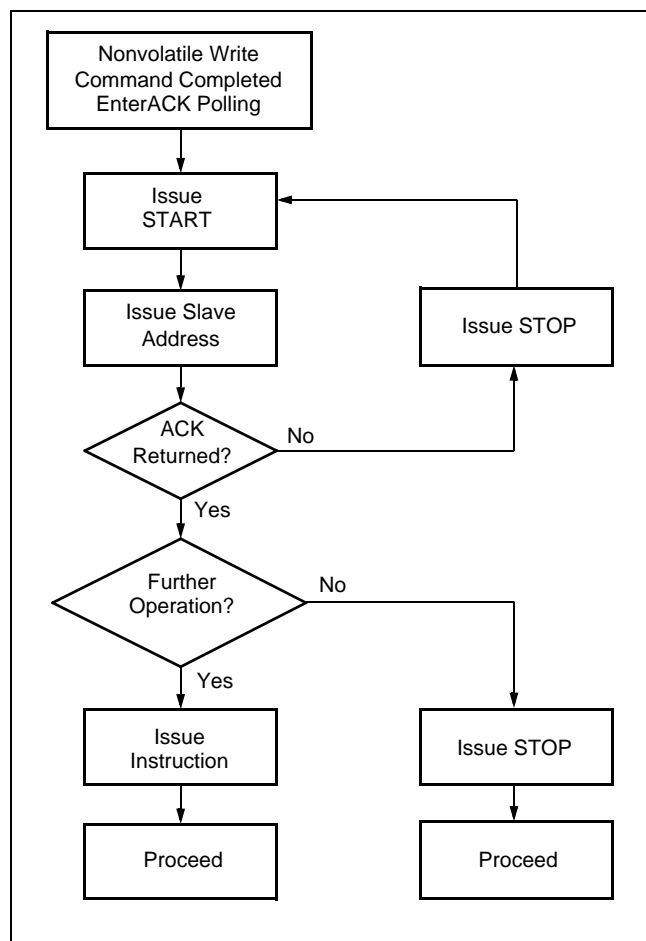 Nonvolatile Write
Command Completed
EnterACK Polling
Issue
START
Issue Slave
Address
Issue STOP
ACK
Returned?
No
Yes
Further
Operation?
No
Yes
Issue
Instruction
Issue STOP
Proceed
Proceed